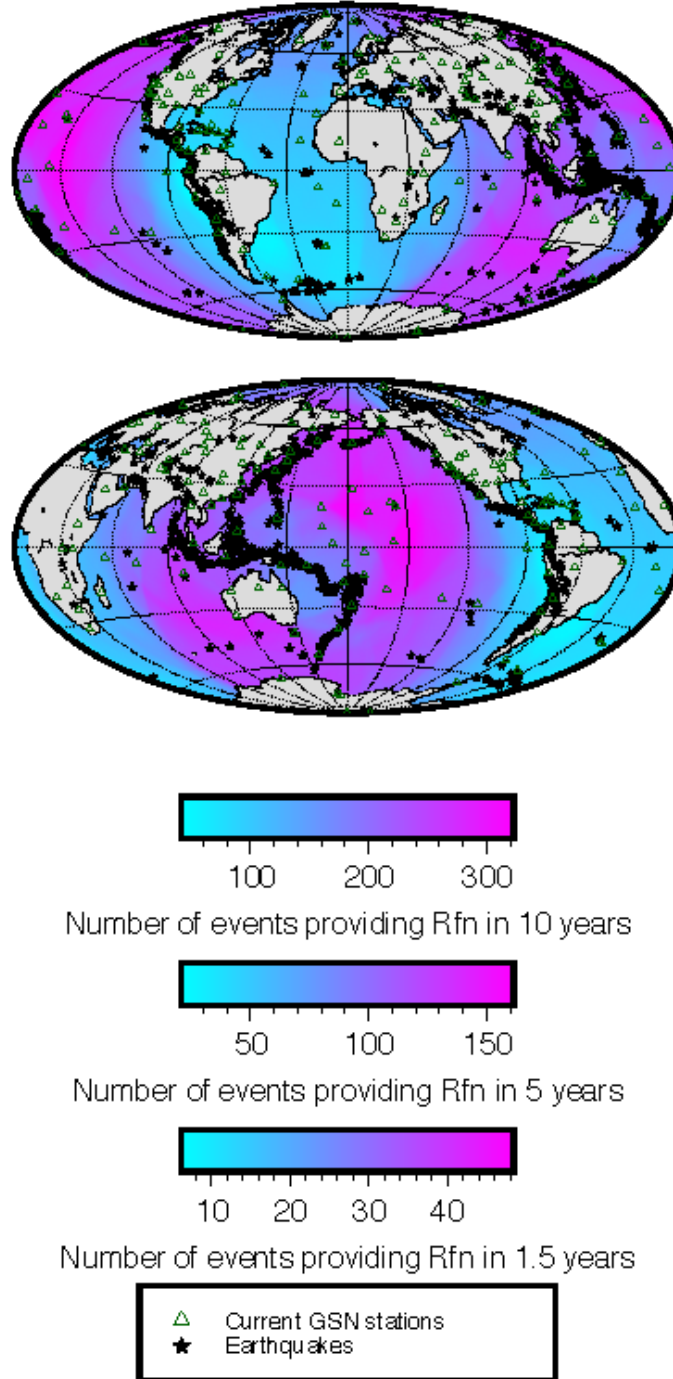 100 200 300
Number of events providing Rfn in 10 years
50 100 150
Number of events providing Rfn in 5 years
10 20 30 40
Number of events providing Rfn in 1.5 years
Current GSN stations
Earthquakes